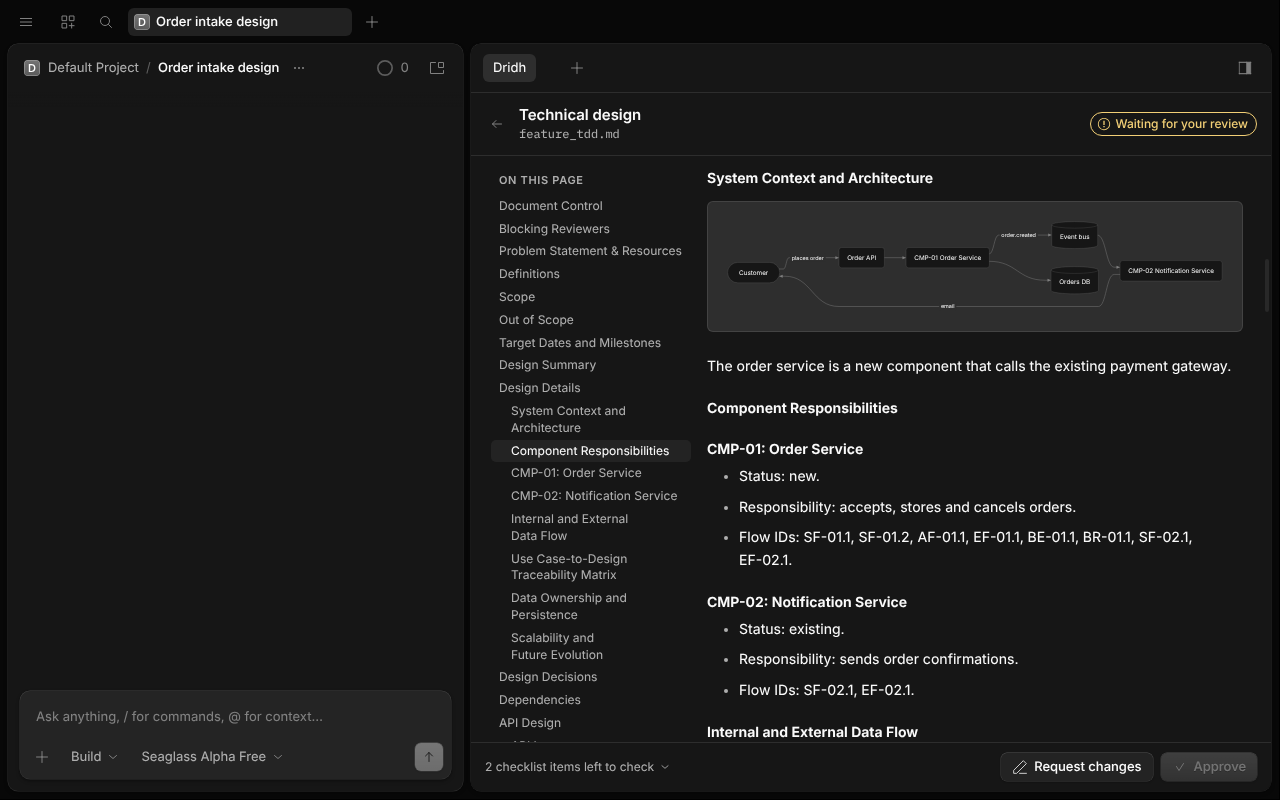 D Order intake design
D Default Project / Order intake design ... 0
Ask anything, / for commands, @ for context...
Build
Seaglass Alpha Free
Dridh
Technical design
feature_tdd.md
Waiting for your review
ON THIS PAGE
Document Control
Blocking Reviewers
Problem Statement & Resources
Definitions
Scope
Out of Scope
Target Dates and Milestones
Design Summary
Design Details
System Context and
Architecture
Component Responsibilities
CMP-01: Order Service
CMP-02: Notification Service
Internal and External
Data Flow
Use Case-to-Design
Traceability Matrix
Data Ownership and
Persistence
Scalability and
Future Evolution
Design Decisions
Dependencies
API Design
System Context and Architecture
Customer
places order
Order API
CMP-01 Order Service
order.created
Event bus
Orders DB
CMP-02 Notification Service
email
The order service is a new component that calls the existing payment gateway.
Component Responsibilities
CMP-01: Order Service
• Status: new.
• Responsibility: accepts, stores and cancels orders.
• Flow IDs: SF-01.1, SF-01.2, AF-01.1, EF-01.1, BE-01.1, BR-01.1, SF-02.1,
EF-02.1.
CMP-02: Notification Service
• Status: existing.
• Responsibility: sends order confirmations.
• Flow IDs: SF-02.1, EF-02.1.
Internal and External Data Flow
2 checklist items left to check
Request changes
Approve